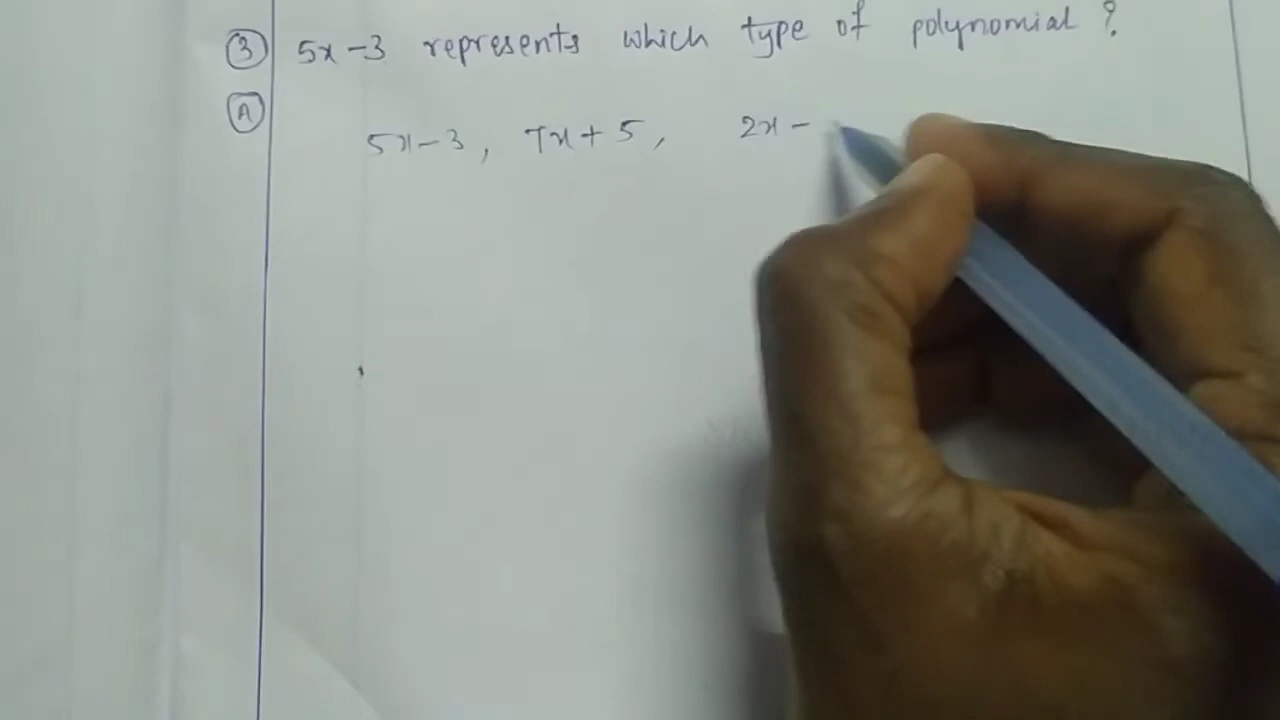 ③ 5x-3 represents which type of polynomial ?
Ⓐ 5x-3, 7x+5, 2x-